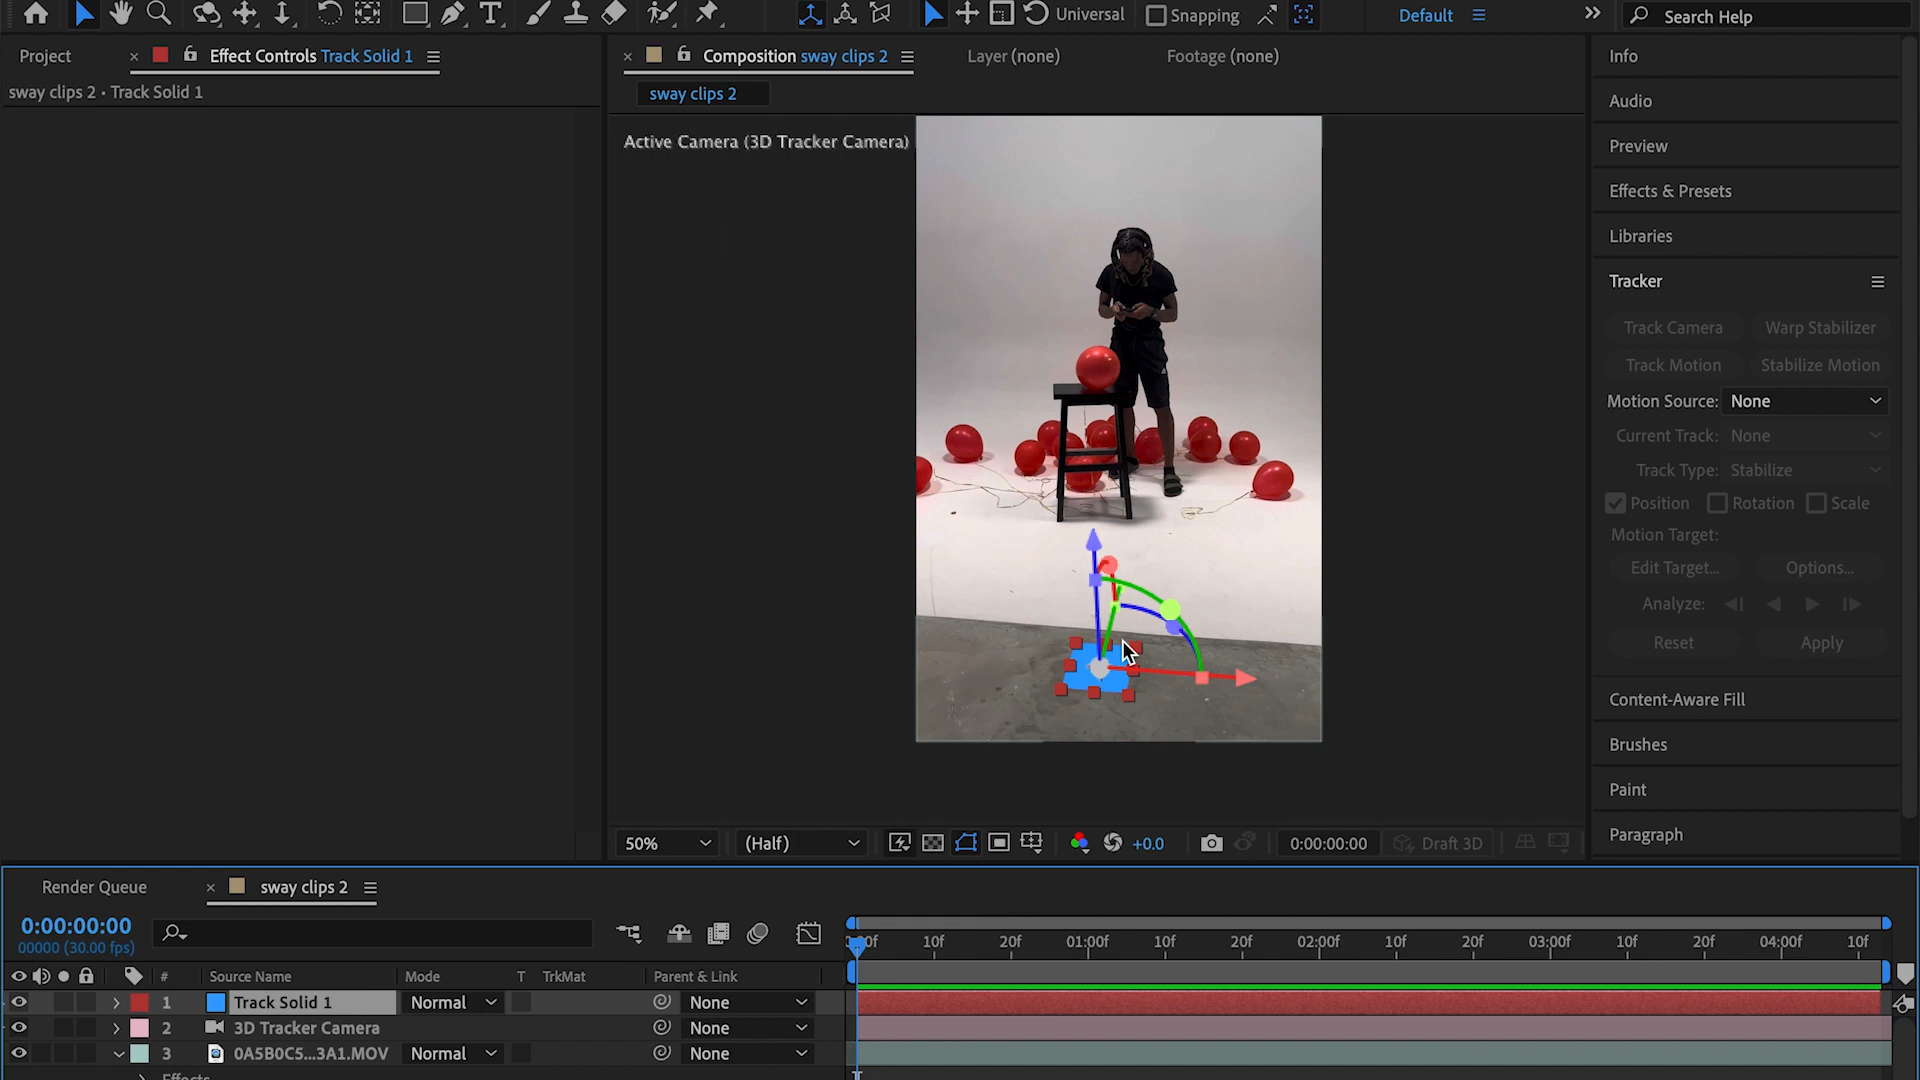 Universal
Snapping
Default
Search Help
Project
Effect Controls Track Solid 1
Composition sway clips 2
Layer (none)
Footage (none)
Info
sway clips 2 • Track Solid 1
sway clips 2
Audio
Active Camera (3D Tracker Camera)
Preview
Effects & Presets
Libraries
Tracker
Track Camera
Warp Stabilizer
Track Motion
Stabilize Motion
Motion Source: None
Current Track: None
Track Type: Stabilize
Position
Rotation
Scale
Motion Target:
Edit Target...
Options...
Analyze:
Reset
Apply
Content-Aware Fill
Brushes
Paint
Paragraph
50%
(Half)
+0.0
0:00:00:00
Draft 3D
Render Queue
sway clips 2
0:00:00:00
00000 (30.00 fps)
10f 20f 01:00f 10f 20f 02:00f 10f 20f 03:00f 10f 20f 04:00f 10f
# Source Name Mode T TrkMat Parent & Link
1 Track Solid 1 Normal None
2 3D Tracker Camera None
3 0A5B0C5...3A1.MOV Normal None
Effects